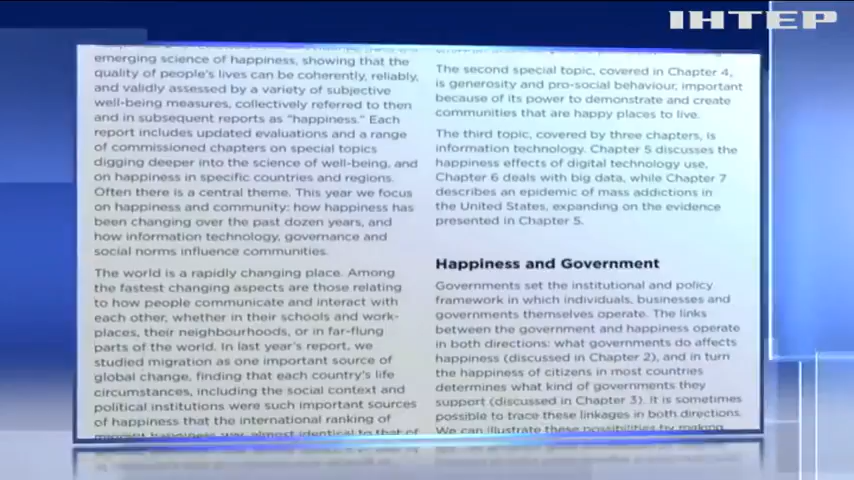 ІНТЕР
emerging science of happiness, showing that the
quality of people's lives can be coherently, reliably,
and validly assessed by a variety of subjective
well-being measures, collectively referred to then
and in subsequent reports as "happiness." Each
report includes updated evaluations and a range
of commissioned chapters on special topics
digging deeper into the science of well-being, and
on happiness in specific countries and regions.
Often there is a central theme. This year we focus
on happiness and community: how happiness has
been changing over the past dozen years, and
how information technology, governance and
social norms influence communities.
The world is a rapidly changing place. Among
the fastest changing aspects are those relating
to how people communicate and interact with
each other, whether in their schools and work-
places, their neighbourhoods, or in far-flung
parts of the world. In last year's report, we
studied migration as one important source of
global change, finding that each country's life
circumstances, including the social context and
political institutions were such important sources
of happiness that the international ranking of
migrant happiness was almost identical to that of
The second special topic, covered in Chapter 4,
is generosity and pro-social behaviour, important
because of its power to demonstrate and create
communities that are happy places to live.
The third topic, covered by three chapters, is
information technology. Chapter 5 discusses the
happiness effects of digital technology use,
Chapter 6 deals with big data, while Chapter 7
describes an epidemic of mass addictions in
the United States, expanding on the evidence
presented in Chapter 5.
Happiness and Government
Governments set the institutional and policy
framework in which individuals, businesses and
governments themselves operate. The links
between the government and happiness operate
in both directions: what governments do affects
happiness (discussed in Chapter 2), and in turn
the happiness of citizens in most countries
determines what kind of governments they
support (discussed in Chapter 3). It is sometimes
possible to trace these linkages in both directions.
We can illustrate these possibilities by making